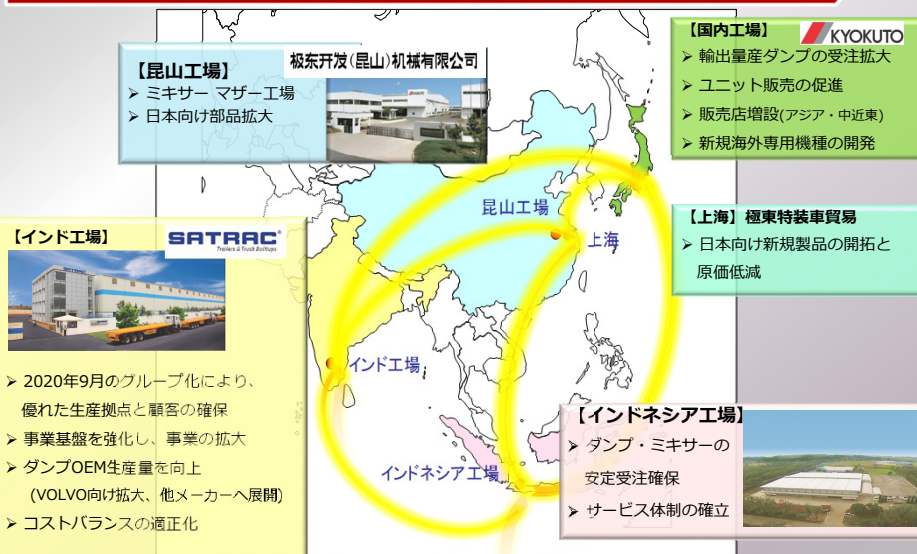 【昆山工場】
极东开发(昆山)机械有限公司
➢ ミキサー マザー工場
➢ 日本向け部品拡大
【国内工場】
KYOKUTO
➢ 輸出量産ダンプの受注拡大
➢ ユニット販売の促進
➢ 販売店増設(アジア・中近東)
➢ 新規海外専用機種の開発
【上海】極東特装車貿易
➢ 日本向け新規製品の開拓と
原価低減
昆山工場
上海
インド工場
インドネシア工場
【インド工場】
SATRAC
Trailers & Truck Builtups
➢ 2020年9月のグループ化により、
優れた生産拠点と顧客の確保
➢ 事業基盤を強化し、事業の拡大
➢ ダンプOEM生産量を向上
(VOLVO向け拡大、他メーカーへ展開)
➢ コストバランスの適正化
【インドネシア工場】
➢ ダンプ・ミキサーの
安定受注確保
➢ サービス体制の確立